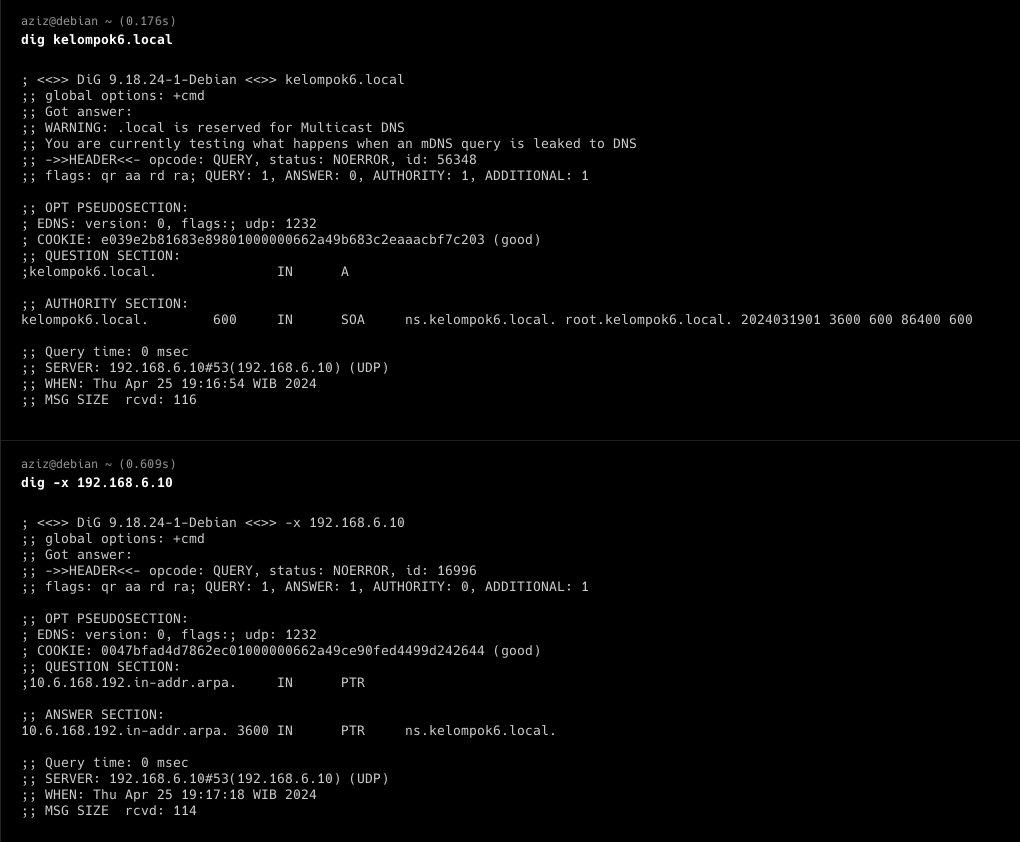 aziz@debian ~ (0.176s)
dig kelompok6.local
; <<>> DiG 9.18.24-1-Debian <<>> kelompok6.local
;; global options: +cmd
;; Got answer:
;; WARNING: .local is reserved for Multicast DNS
;; You are currently testing what happens when an mDNS query is leaked to DNS
;; ->>HEADER<<- opcode: QUERY, status: NOERROR, id: 56348
;; flags: qr aa rd ra; QUERY: 1, ANSWER: 0, AUTHORITY: 1, ADDITIONAL: 1
;; OPT PSEUDOSECTION:
; EDNS: version: 0, flags:; udp: 1232
; COOKIE: e039e2b81683e89801000000662a49b683c2eaaacbf7c203 (good)
;; QUESTION SECTION:
;kelompok6.local. IN A
;; AUTHORITY SECTION:
kelompok6.local. 600 IN SOA ns.kelompok6.local. root.kelompok6.local. 2024031901 3600 600 86400 600
;; Query time: 0 msec
;; SERVER: 192.168.6.10#53(192.168.6.10) (UDP)
;; WHEN: Thu Apr 25 19:16:54 WIB 2024
;; MSG SIZE rcvd: 116
aziz@debian ~ (0.609s)
dig -x 192.168.6.10
; <<>> DiG 9.18.24-1-Debian <<>> -x 192.168.6.10
;; global options: +cmd
;; Got answer:
;; ->>HEADER<<- opcode: QUERY, status: NOERROR, id: 16996
;; flags: qr aa rd ra; QUERY: 1, ANSWER: 1, AUTHORITY: 0, ADDITIONAL: 1
;; OPT PSEUDOSECTION:
; EDNS: version: 0, flags:; udp: 1232
; COOKIE: 0047bfad4d7862ec01000000662a49ce90fed4499d242644 (good)
;; QUESTION SECTION:
;10.6.168.192.in-addr.arpa. IN PTR
;; ANSWER SECTION:
10.6.168.192.in-addr.arpa. 3600 IN PTR ns.kelompok6.local.
;; Query time: 0 msec
;; SERVER: 192.168.6.10#53(192.168.6.10) (UDP)
;; WHEN: Thu Apr 25 19:17:18 WIB 2024
;; MSG SIZE rcvd: 114